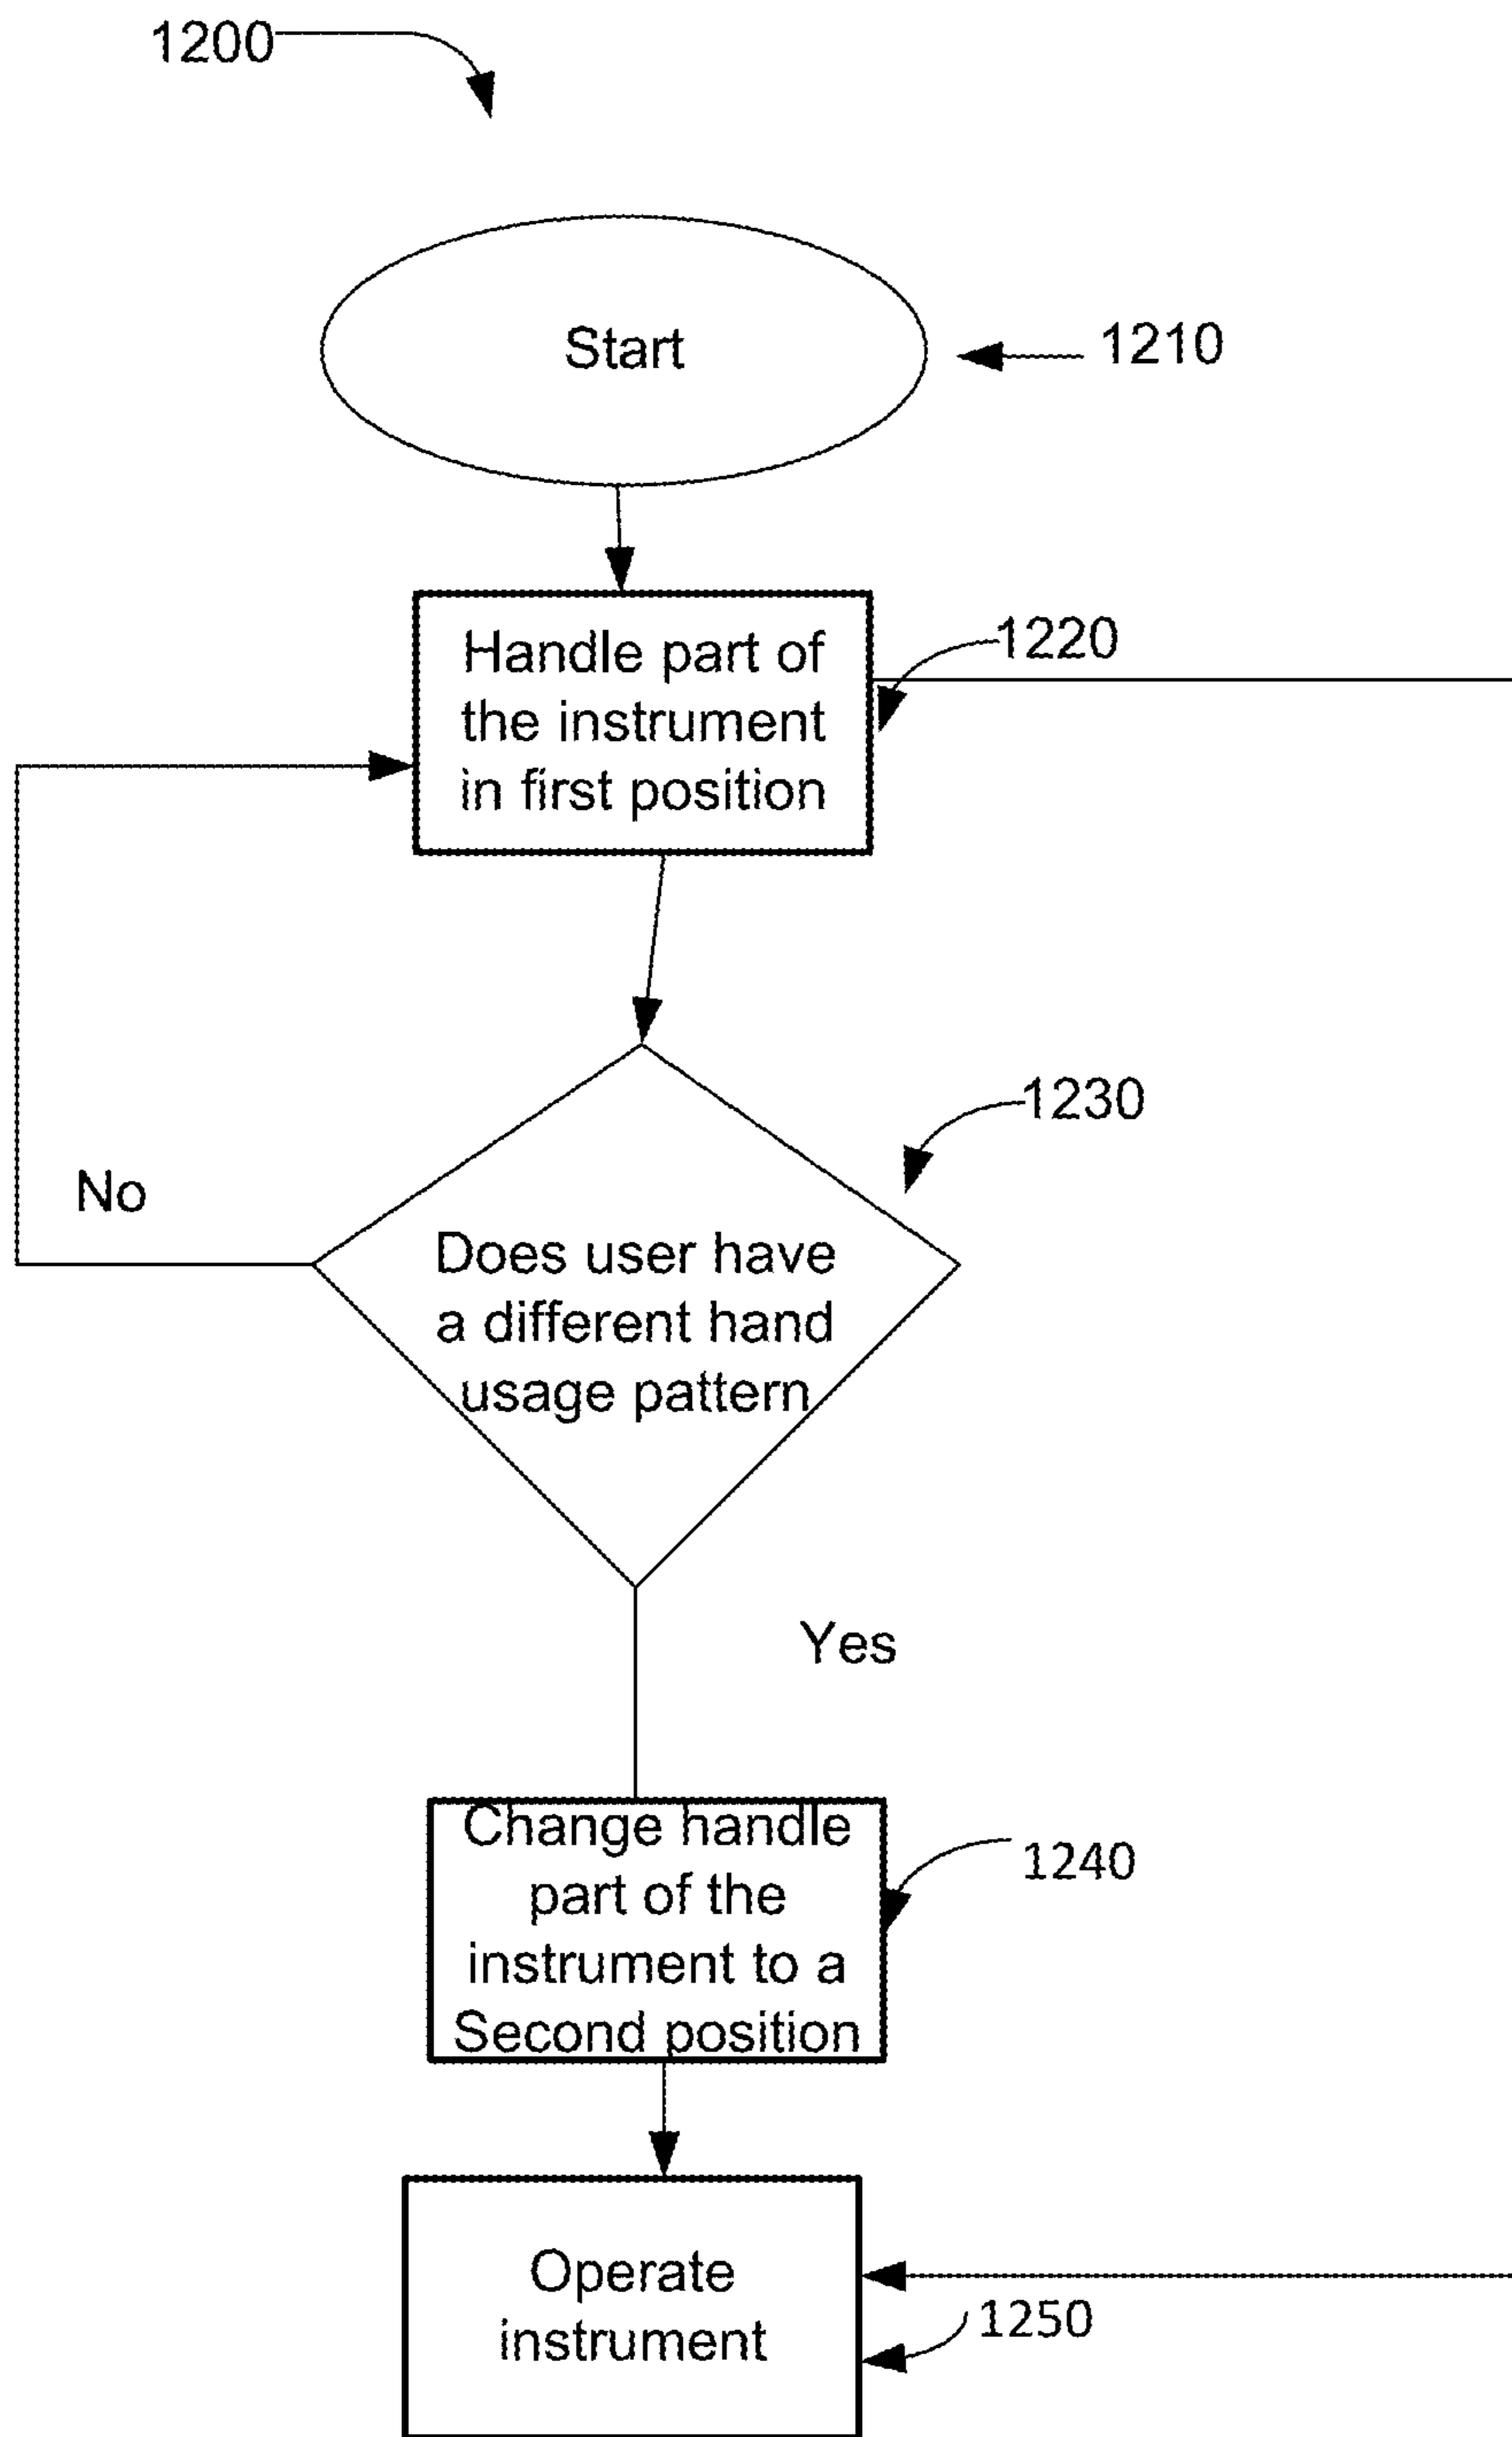 1200
Start
1210
Handle part of
the instrument
in first position
1220
1230
No
Does user have
a different hand
usage pattern
Yes
Change handle
part of the
instrument to a
Second position
1240
Operate
instrument
1250